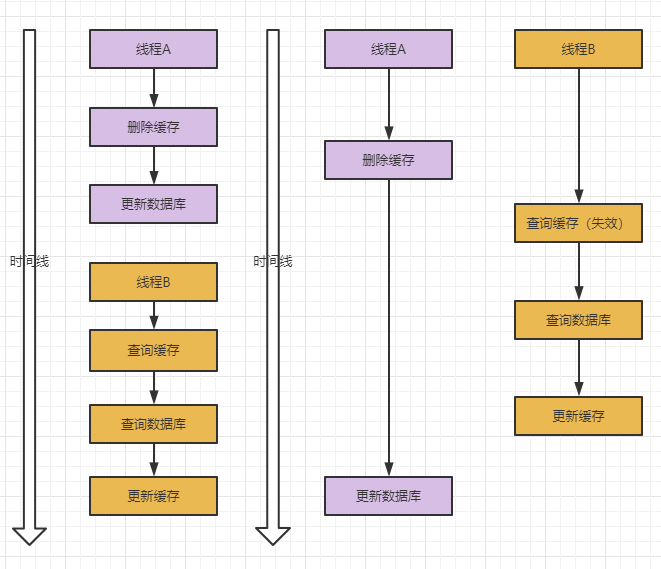 线程A
删除缓存
更新数据库
时间线
线程B
查询缓存
查询数据库
更新缓存
线程A
删除缓存
时间线
更新数据库
线程B
查询缓存（失效）
查询数据库
更新缓存